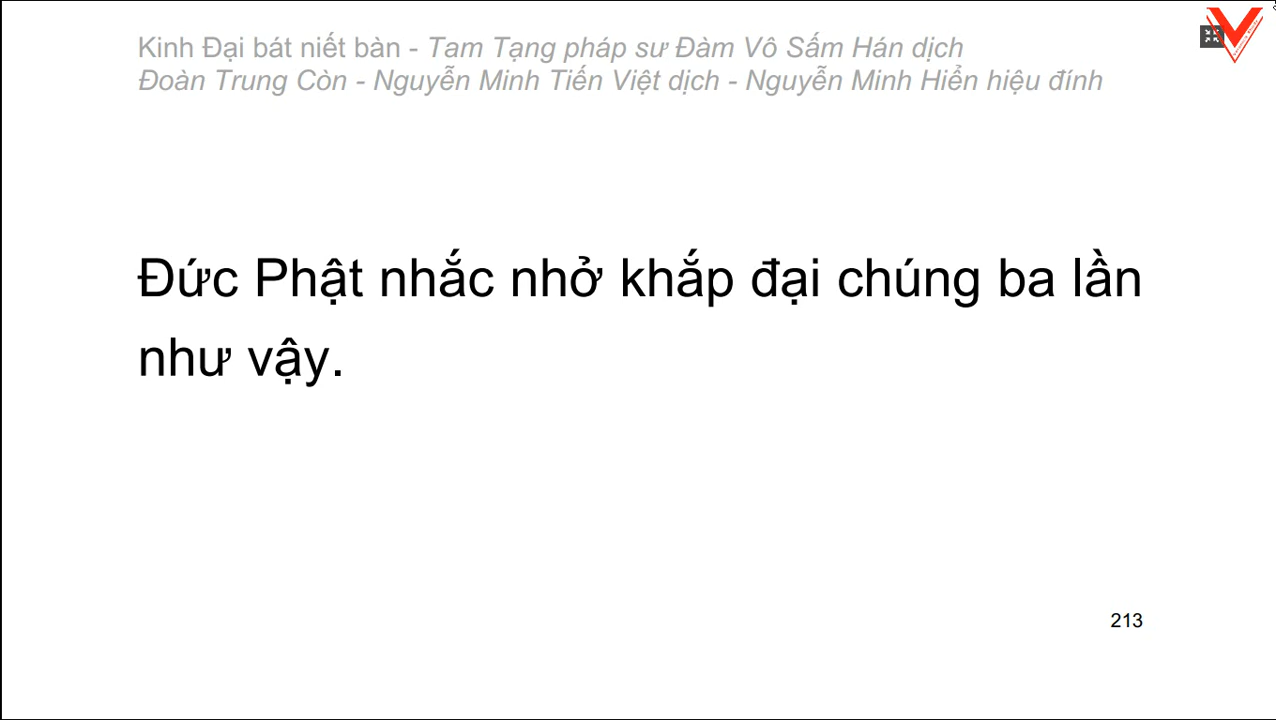 Kinh Đại bát niết bàn - Tam Tạng pháp sư Đàm Vô Sấm Hán dịch
Đoàn Trung Còn - Nguyễn Minh Tiến Việt dịch - Nguyễn Minh Hiển hiệu đính
Đức Phật nhắc nhở khắp đại chúng ba lần
như vậy.
213